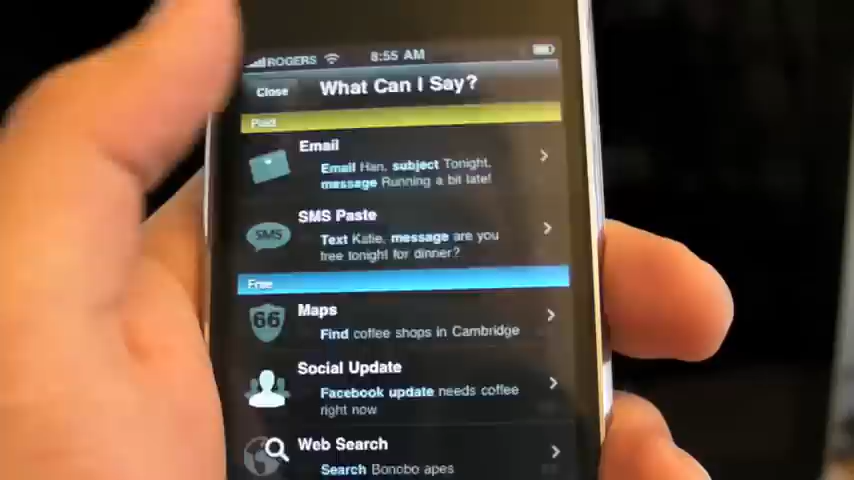 ROGERS 8:55 AM
Close What Can I Say?
Paid
Email
Email Han, subject Tonight,
message Running a bit late!
SMS Paste
SMS
Text Katie, message are you
free tonight for dinner?
Free
Maps
66
Find coffee shops in Cambridge
Social Update
Facebook update needs coffee
right now
Web Search
Search Bonobo apes